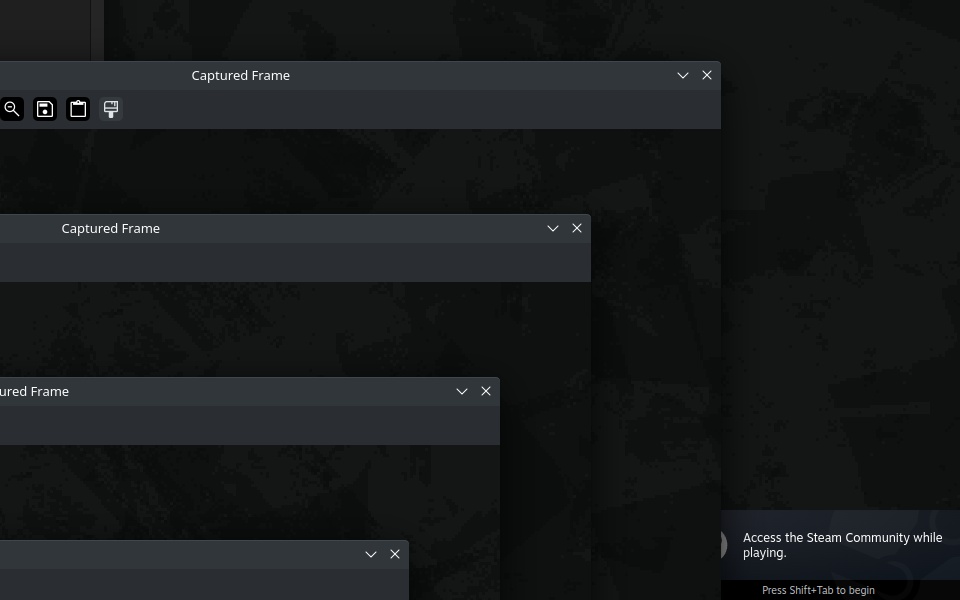 Captured Frame
Captured Frame
ured Frame
Access the Steam Community while
playing.
Press Shift+Tab to begin